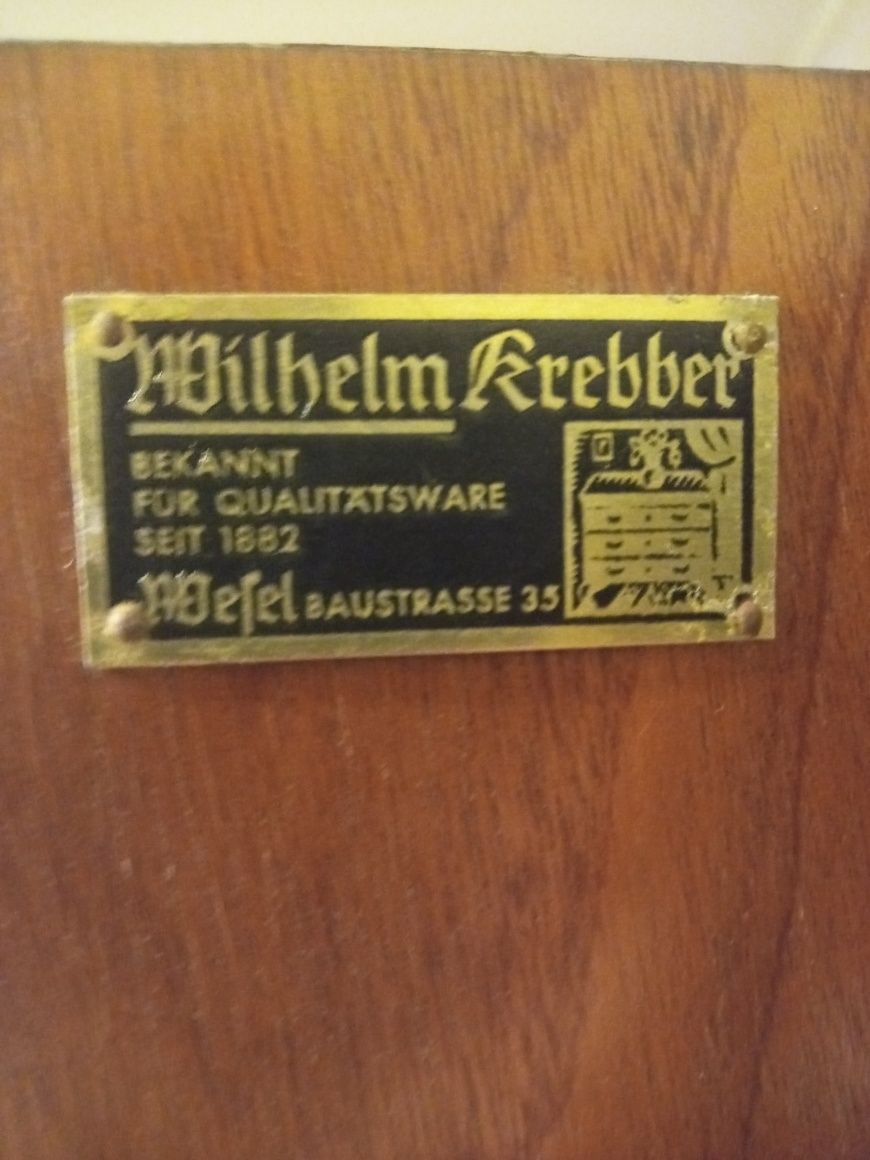 Wilhelm Krebber
BEKANNT
FÜR QUALITÄTSWARE
SEIT 1882
Wesel BAUSTRASSE 35